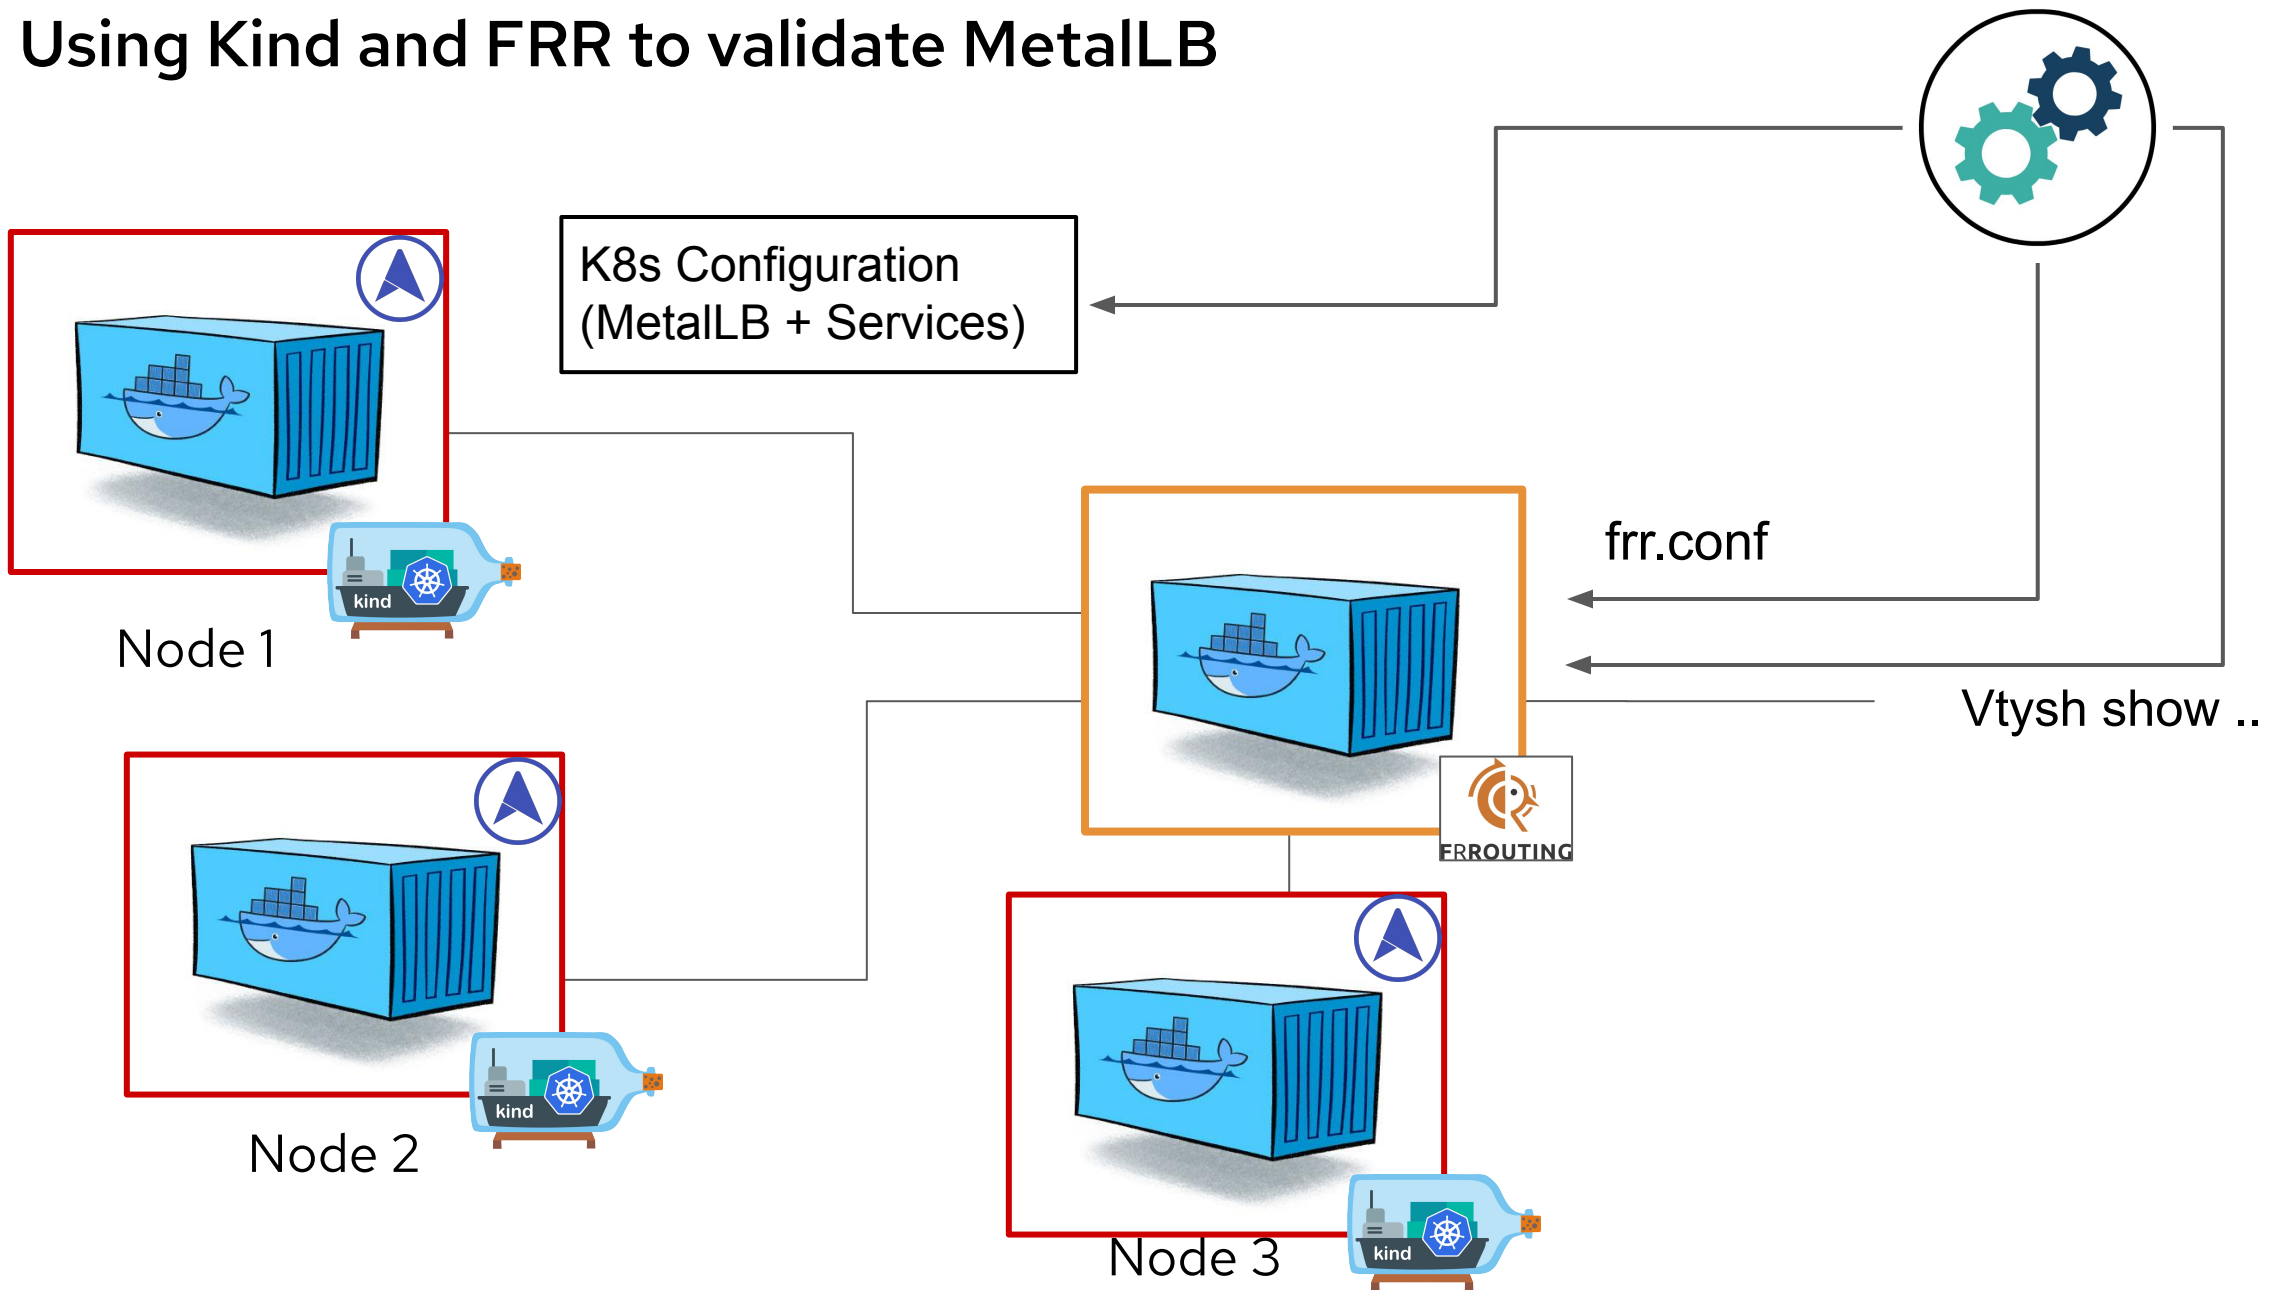 Using Kind and FRR to validate MetalLB
K8s Configuration
(MetalLB + Services)
kind
Node 1
frr.conf
Vtysh show ..
FRROUTING
kind
Node 2
kind
Node 3